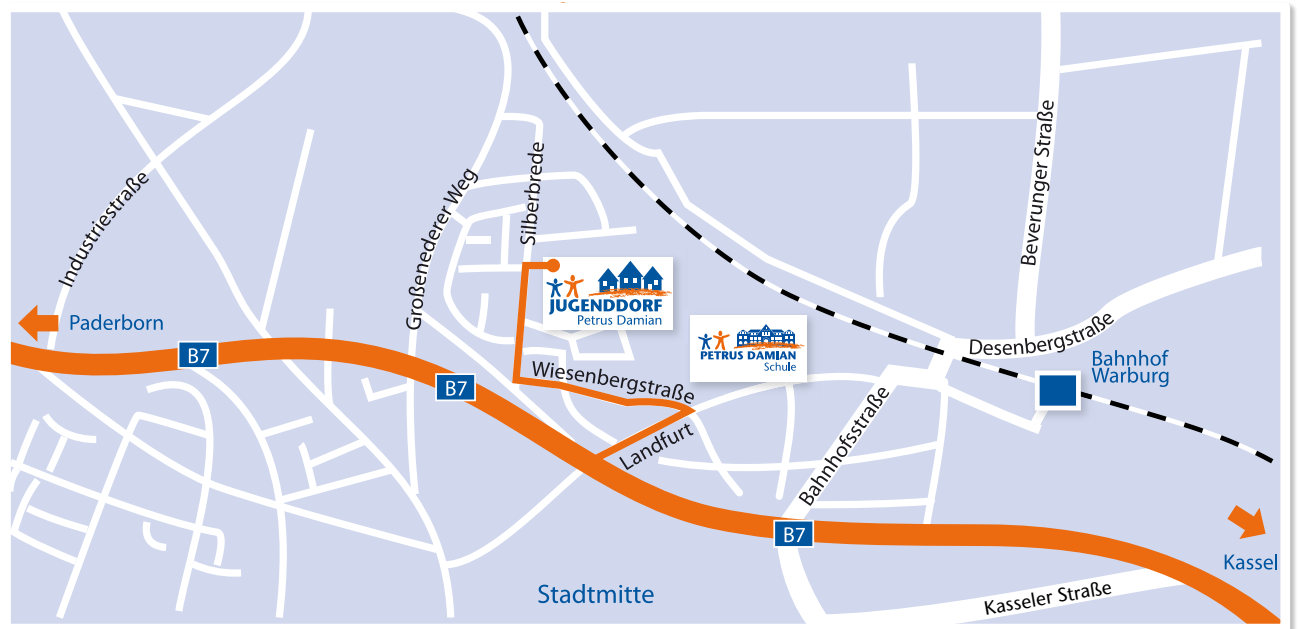 Industriestraße
Großenederer Weg
Silberbrede
Beverunger Straße
JUGENDDORF
Petrus Damian
Paderborn
B7
PETRUS DAMIAN
Schule
Desenbergstraße
Bahnhof
Warburg
B7
Wiesenbergstraße
Landfurt
Bahnhofsstraße
B7
Kassel
Stadtmitte
Kasseler Straße